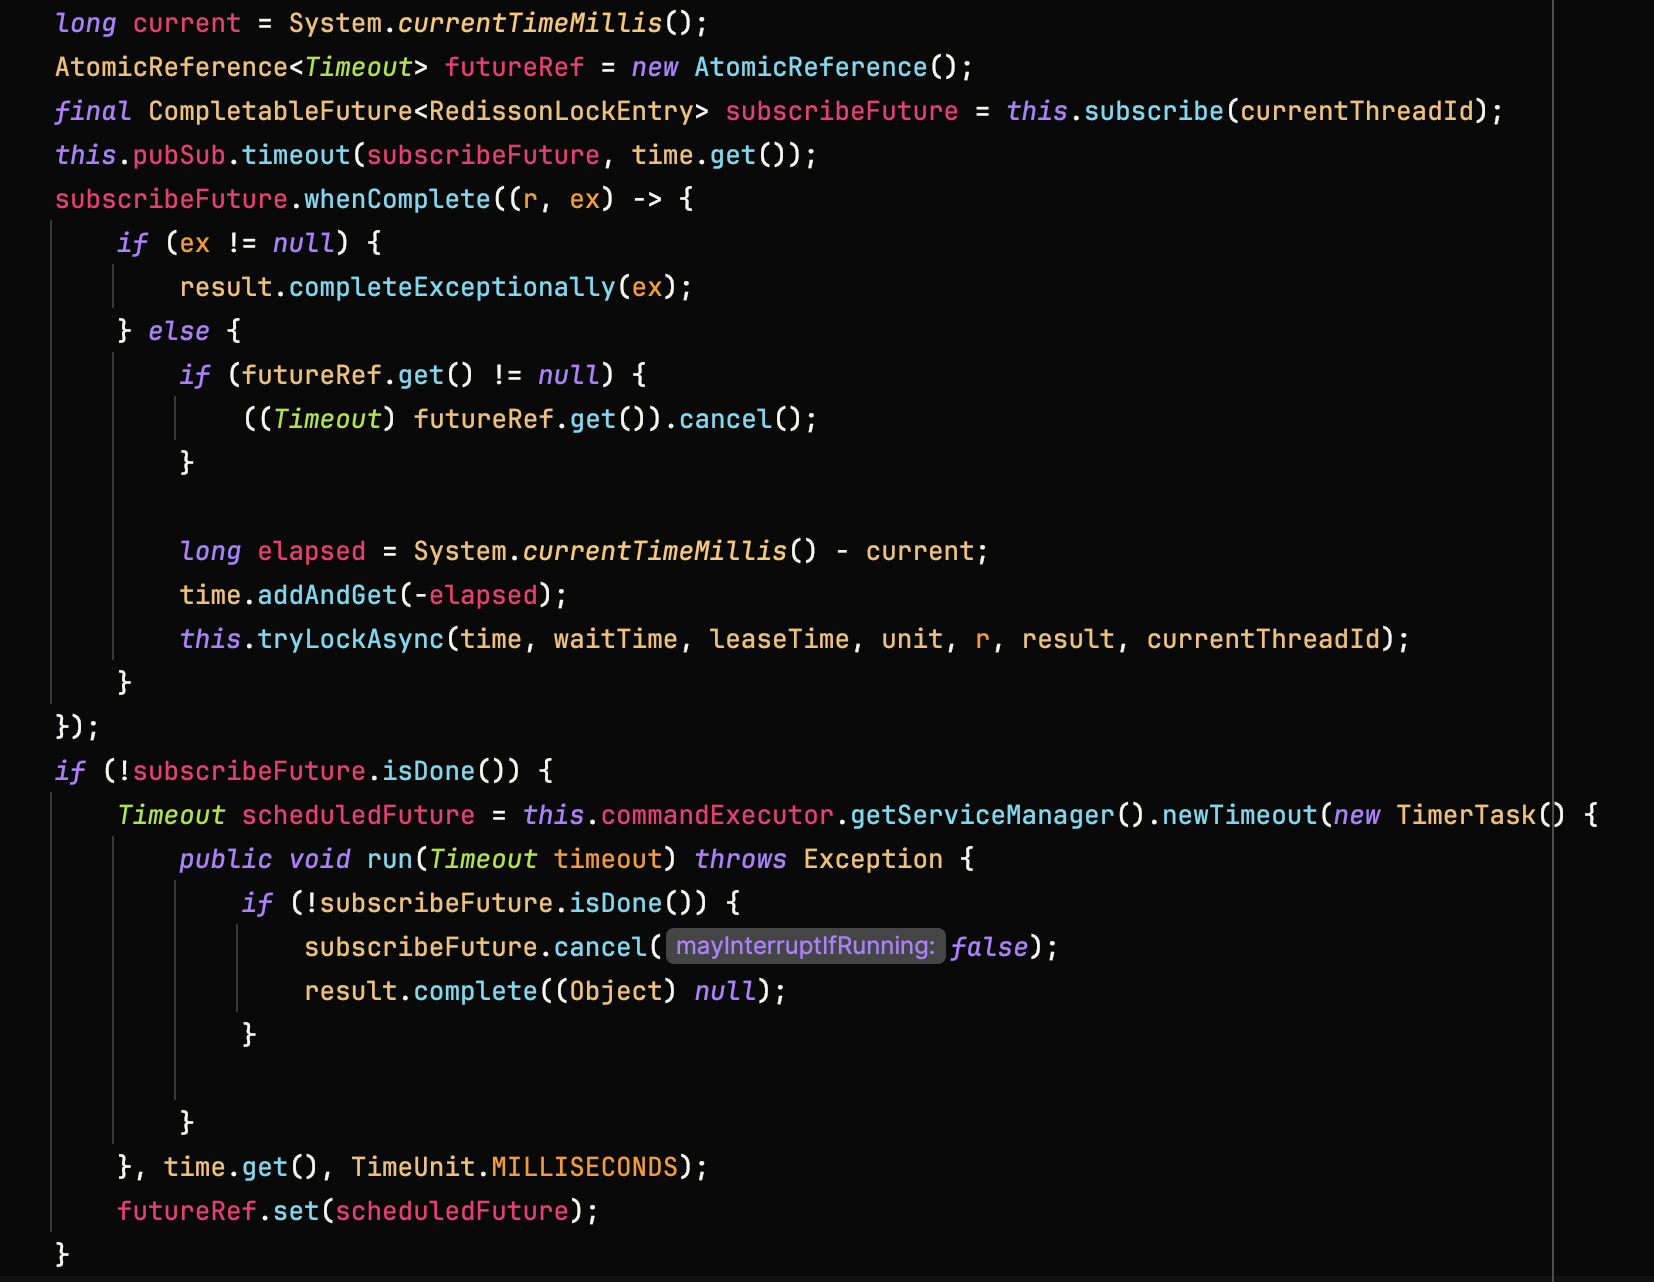 long current = System.currentTimeMillis();
AtomicReference<Timeout> futureRef = new AtomicReference();
final CompletableFuture<RedissonLockEntry> subscribeFuture = this.subscribe(currentThreadId);
this.pubSub.timeout(subscribeFuture, time.get());
subscribeFuture.whenComplete((r, ex) -> {
    if (ex != null) {
        result.completeExceptionally(ex);
    } else {
        if (futureRef.get() != null) {
            ((Timeout) futureRef.get()).cancel();
        }

        long elapsed = System.currentTimeMillis() - current;
        time.addAndGet(-elapsed);
        this.tryLockAsync(time, waitTime, leaseTime, unit, r, result, currentThreadId);
    }
});
if (!subscribeFuture.isDone()) {
    Timeout scheduledFuture = this.commandExecutor.getServiceManager().newTimeout(new TimerTask() {
        public void run(Timeout timeout) throws Exception {
            if (!subscribeFuture.isDone()) {
                subscribeFuture.cancel( mayInterruptIfRunning: false);
                result.complete((Object) null);
            }

        }
    }, time.get(), TimeUnit.MILLISECONDS);
    futureRef.set(scheduledFuture);
}